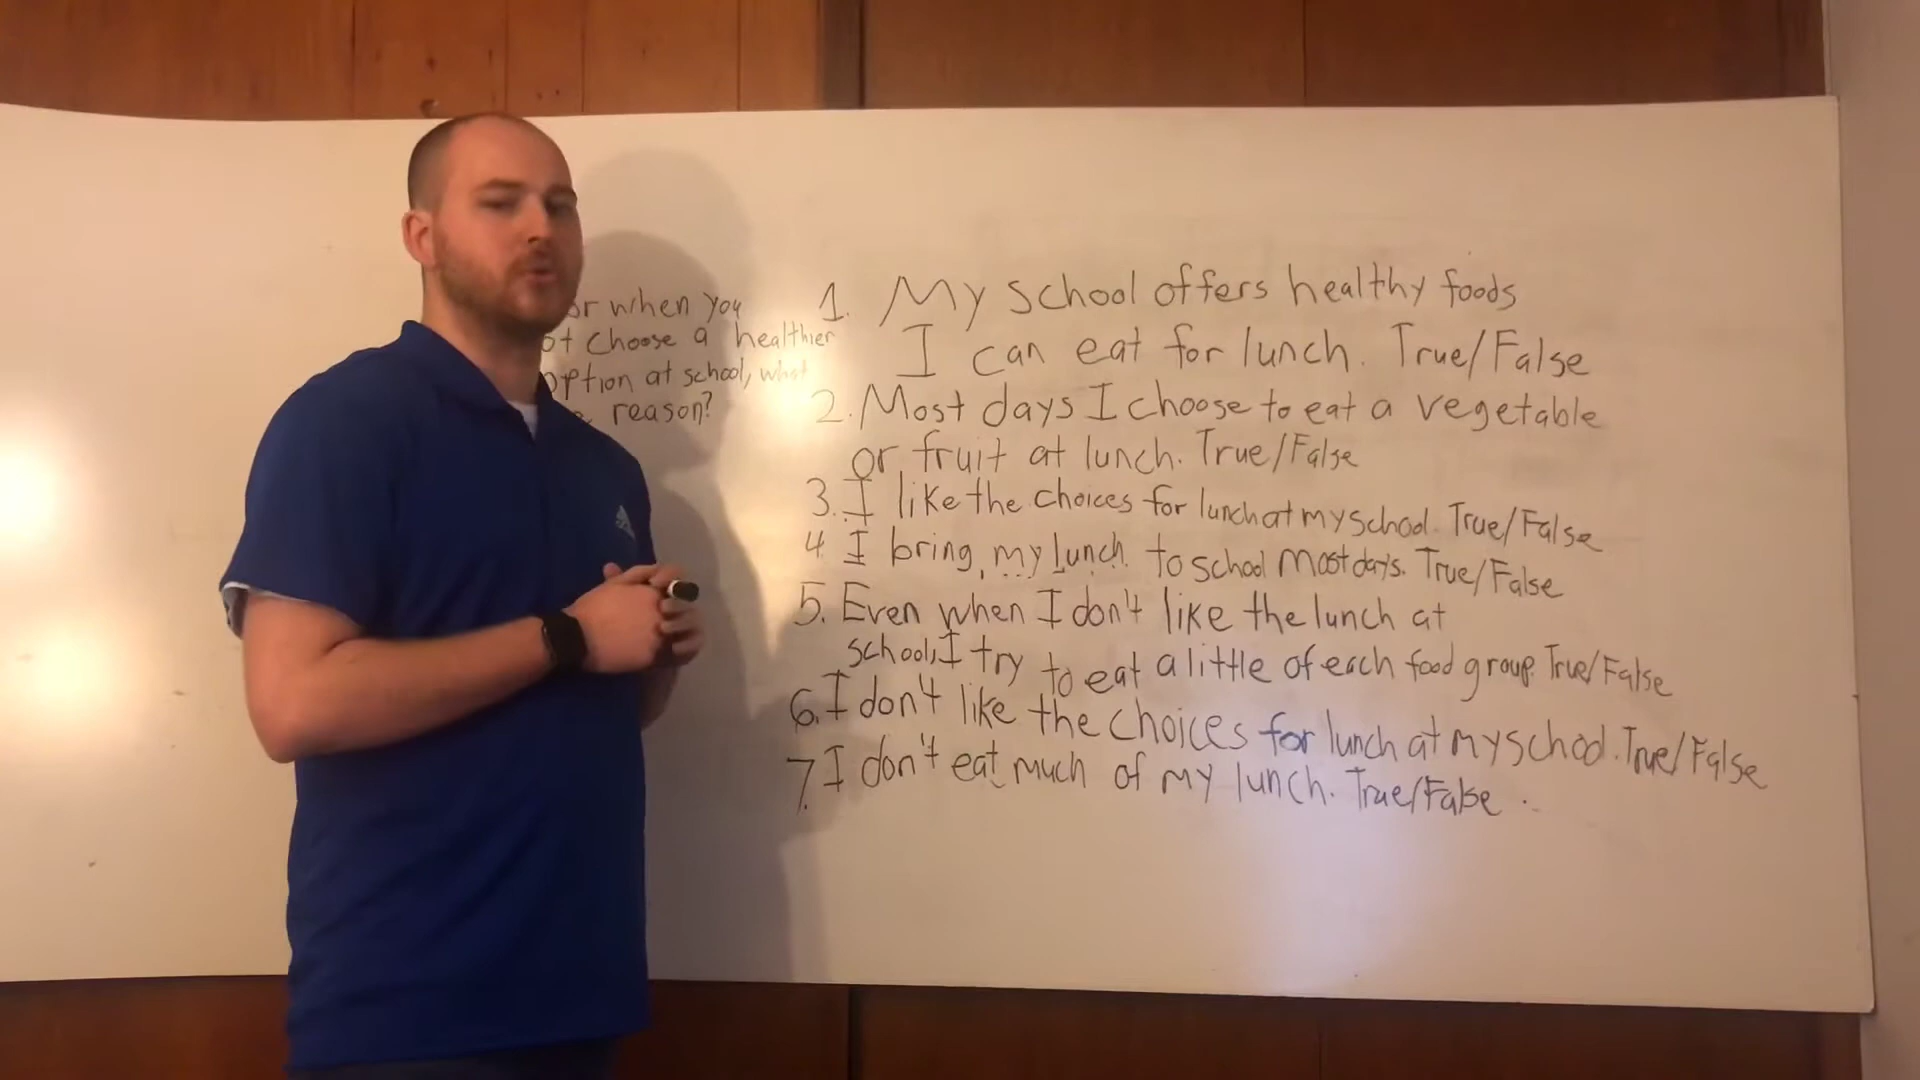 or when you
ot choose a healthier
option at school, what
reason?
1. My school offers healthy foods
I can eat for lunch. True/False
2. Most days I choose to eat a vegetable
or fruit at lunch. True/False
3. I like the choices for lunch at my school. True/False
4. I bring my lunch to school most days. True/False
5. Even when I don't like the lunch at
school, I try to eat a little of each food group. True/False
6. I don't like the choices for lunch at my school. True/False
7. I don't eat much of my lunch. True/False